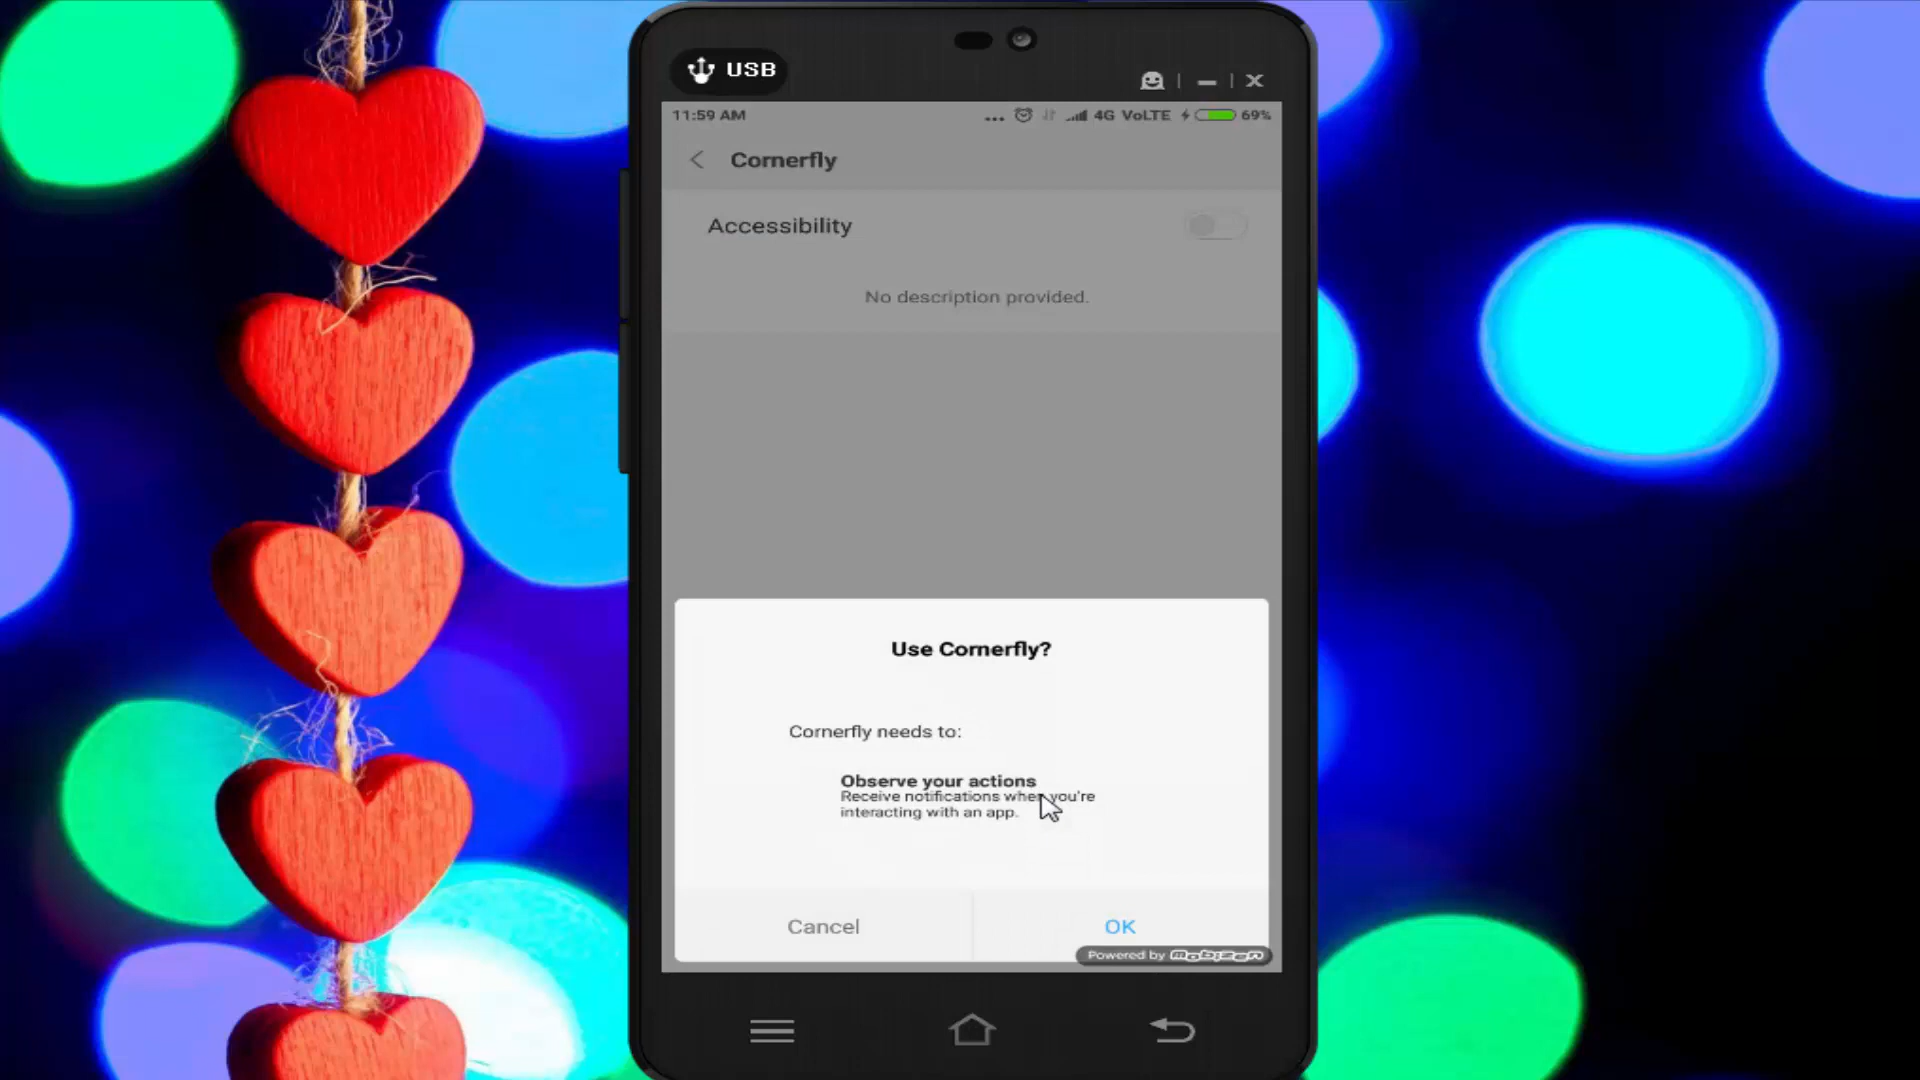 USB
11:59 AM
... 4G VoLTE 69%
Cornerfly
Accessibility
No description provided.
Use Cornerfly?
Cornerfly needs to:
Observe your actions
Receive notifications when you're
interacting with an app.
Cancel
OK
Powered by mobizen